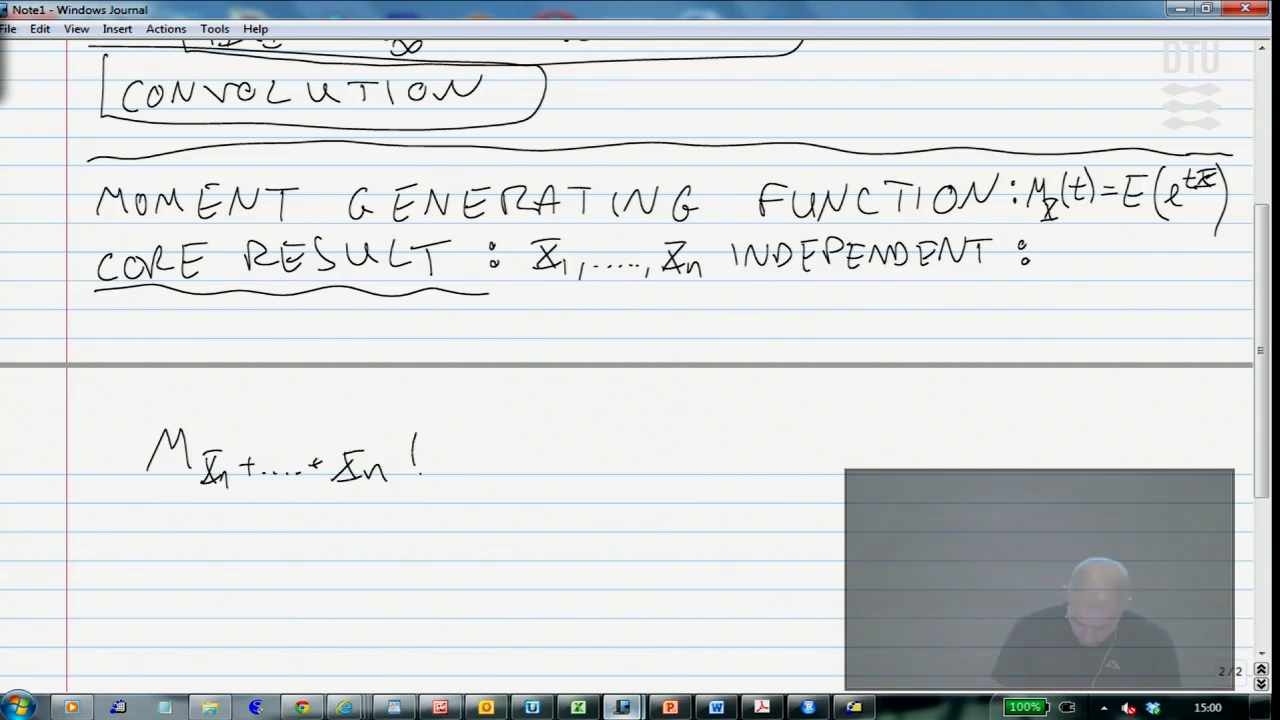 Note1 - Windows Journal
File Edit View Insert Actions Tools Help
DTU
CONVOLUTION
MOMENT GENERATING FUNCTION: M_X(t) = E(e^{tX})
CORE RESULT : X_1, ....., X_n INDEPENDENT :
M_{X_1 + .... + X_n} (
2 / 2
100% 15:00